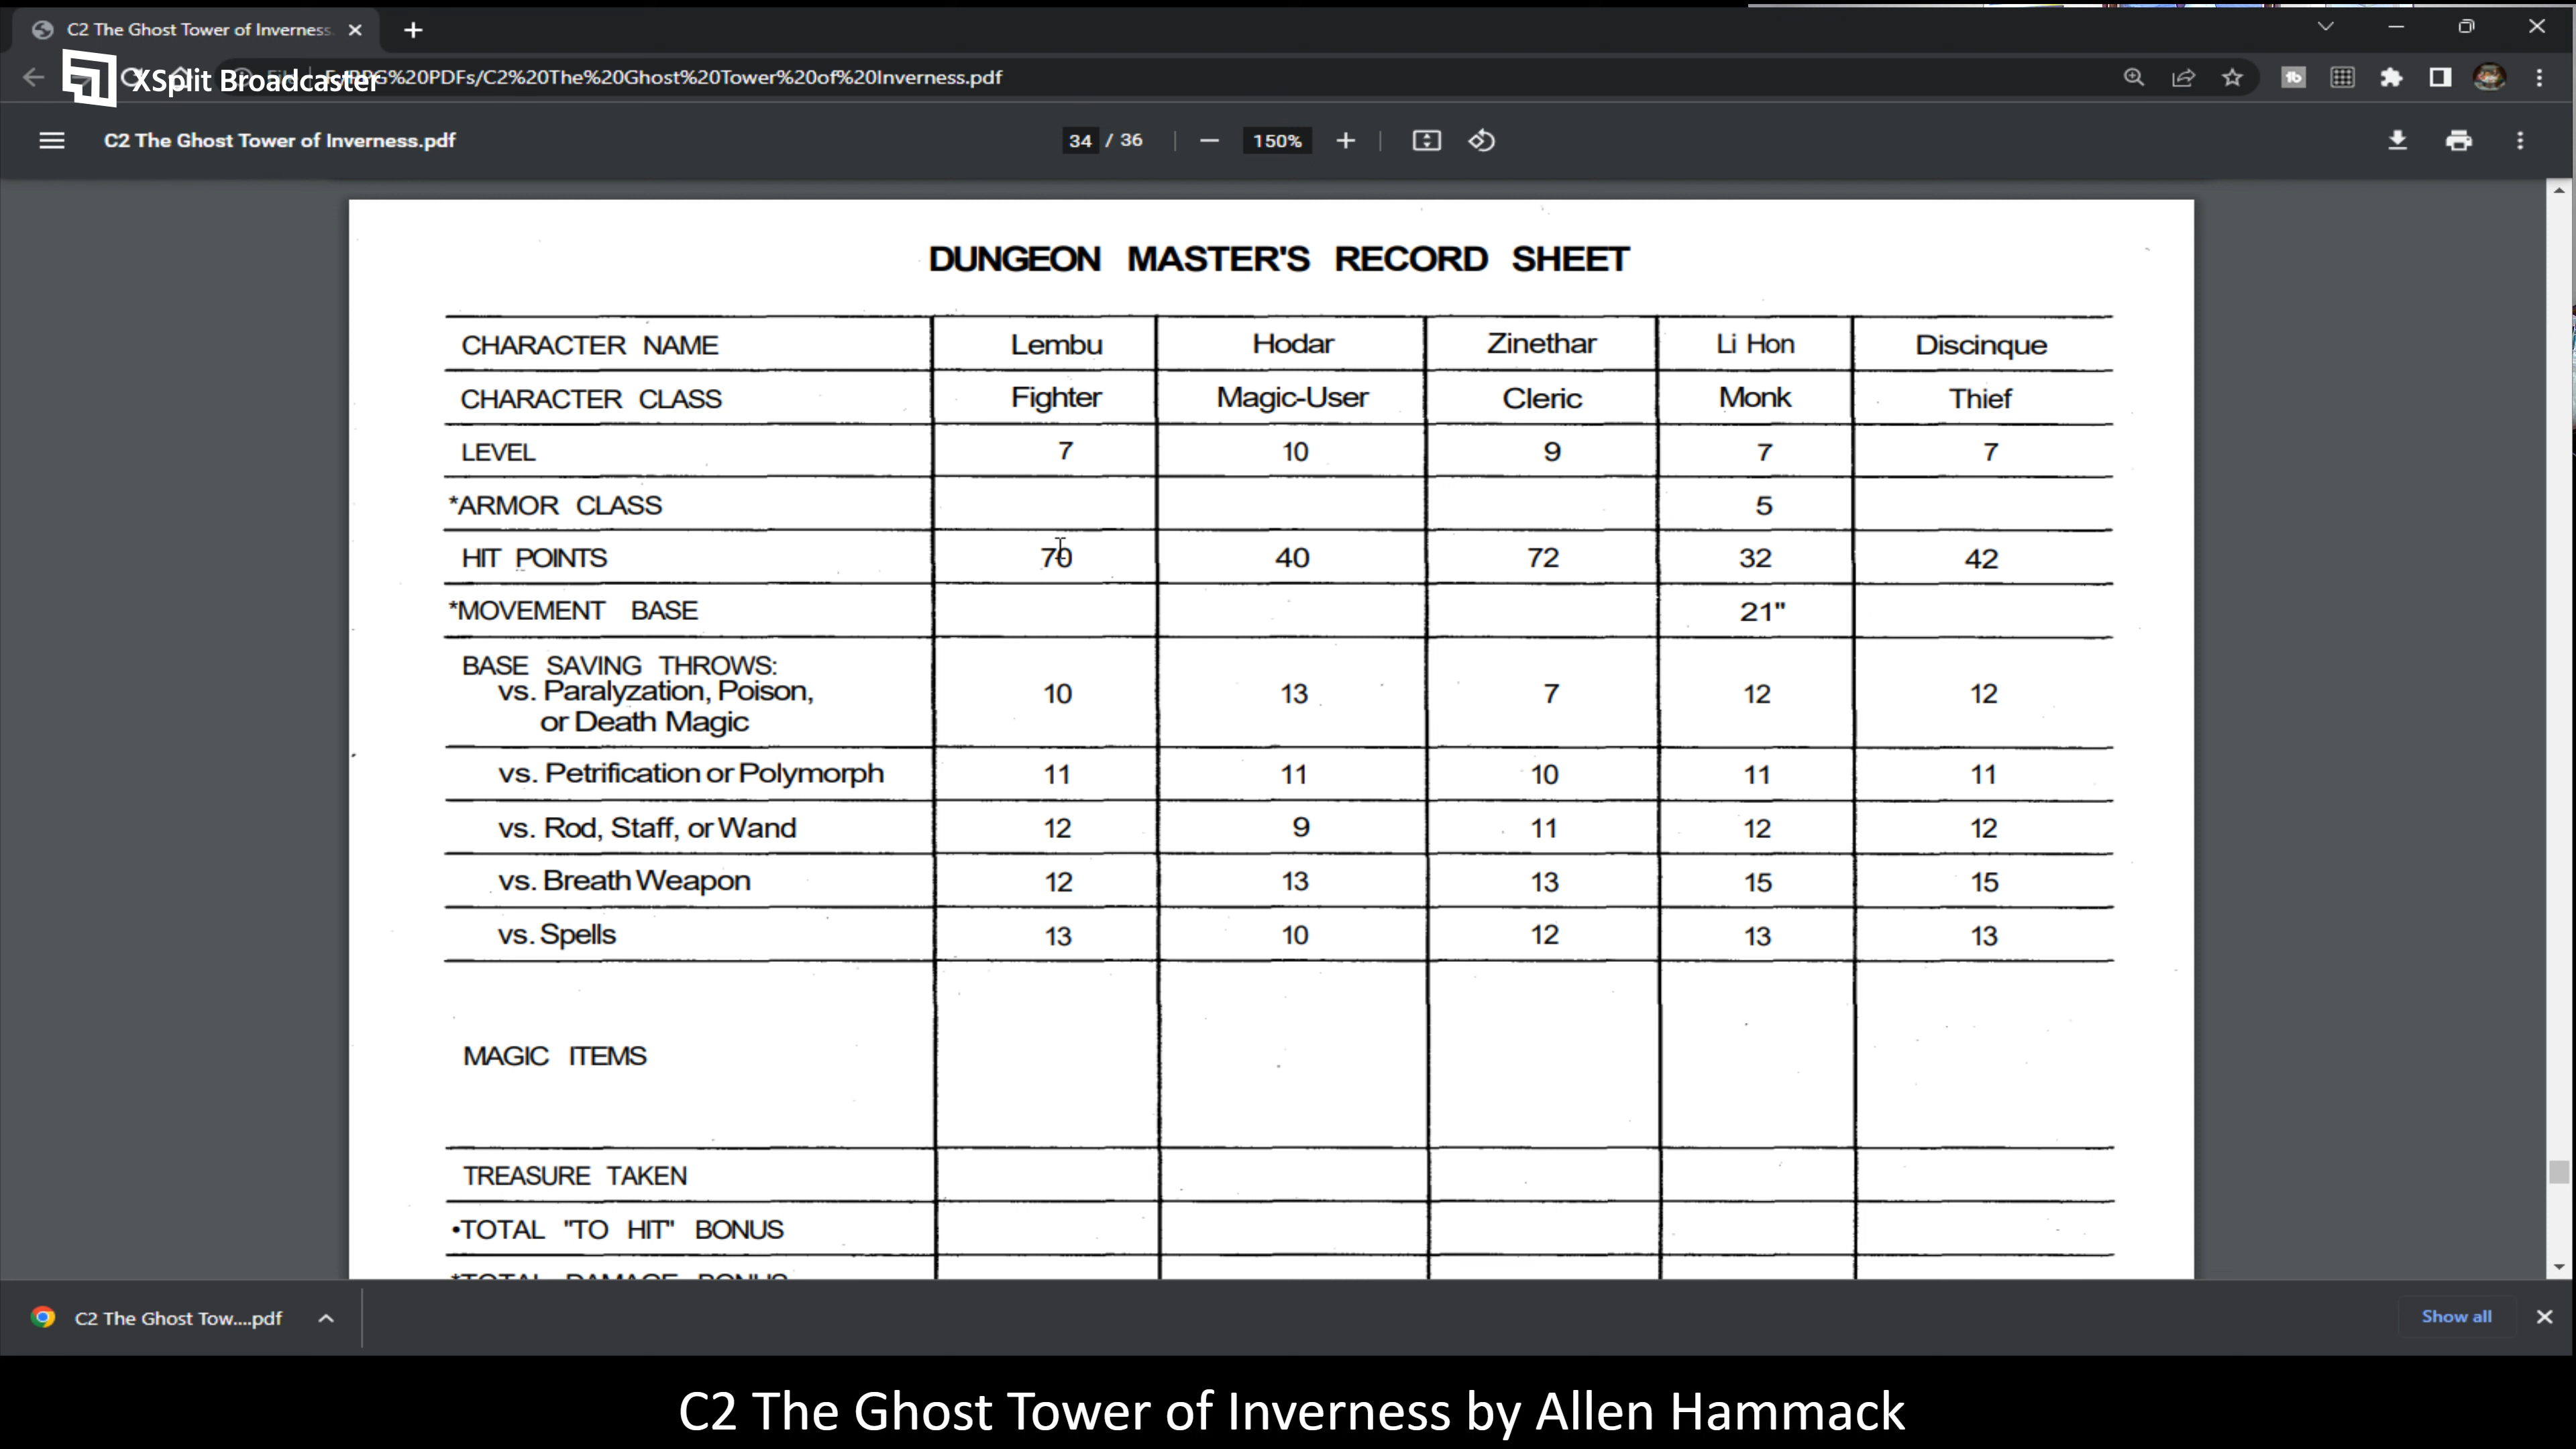 C2 The Ghost Tower of Inverness
XSplit Broadcaster
G%20PDFs/C2%20The%20Ghost%20Tower%20of%20Inverness.pdf
C2 The Ghost Tower of Inverness.pdf
34 / 36
150%
DUNGEON MASTER'S RECORD SHEET
CHARACTER NAME Lembu Hodar Zinethar Li Hon Discinque
CHARACTER CLASS Fighter Magic-User Cleric Monk Thief
LEVEL 7 10 9 7 7
*ARMOR CLASS 5
HIT POINTS 70 40 72 32 42
*MOVEMENT BASE 21"
BASE SAVING THROWS:
vs. Paralyzation, Poison, 10 13 7 12 12
or Death Magic
vs. Petrification or Polymorph 11 11 10 11 11
vs. Rod, Staff, or Wand 12 9 11 12 12
vs. Breath Weapon 12 13 13 15 15
vs. Spells 13 10 12 13 13
MAGIC ITEMS
TREASURE TAKEN
•TOTAL "TO HIT" BONUS
*TOTAL DAMAGE BONUS
C2 The Ghost Tow....pdf
Show all
C2 The Ghost Tower of Inverness by Allen Hammack